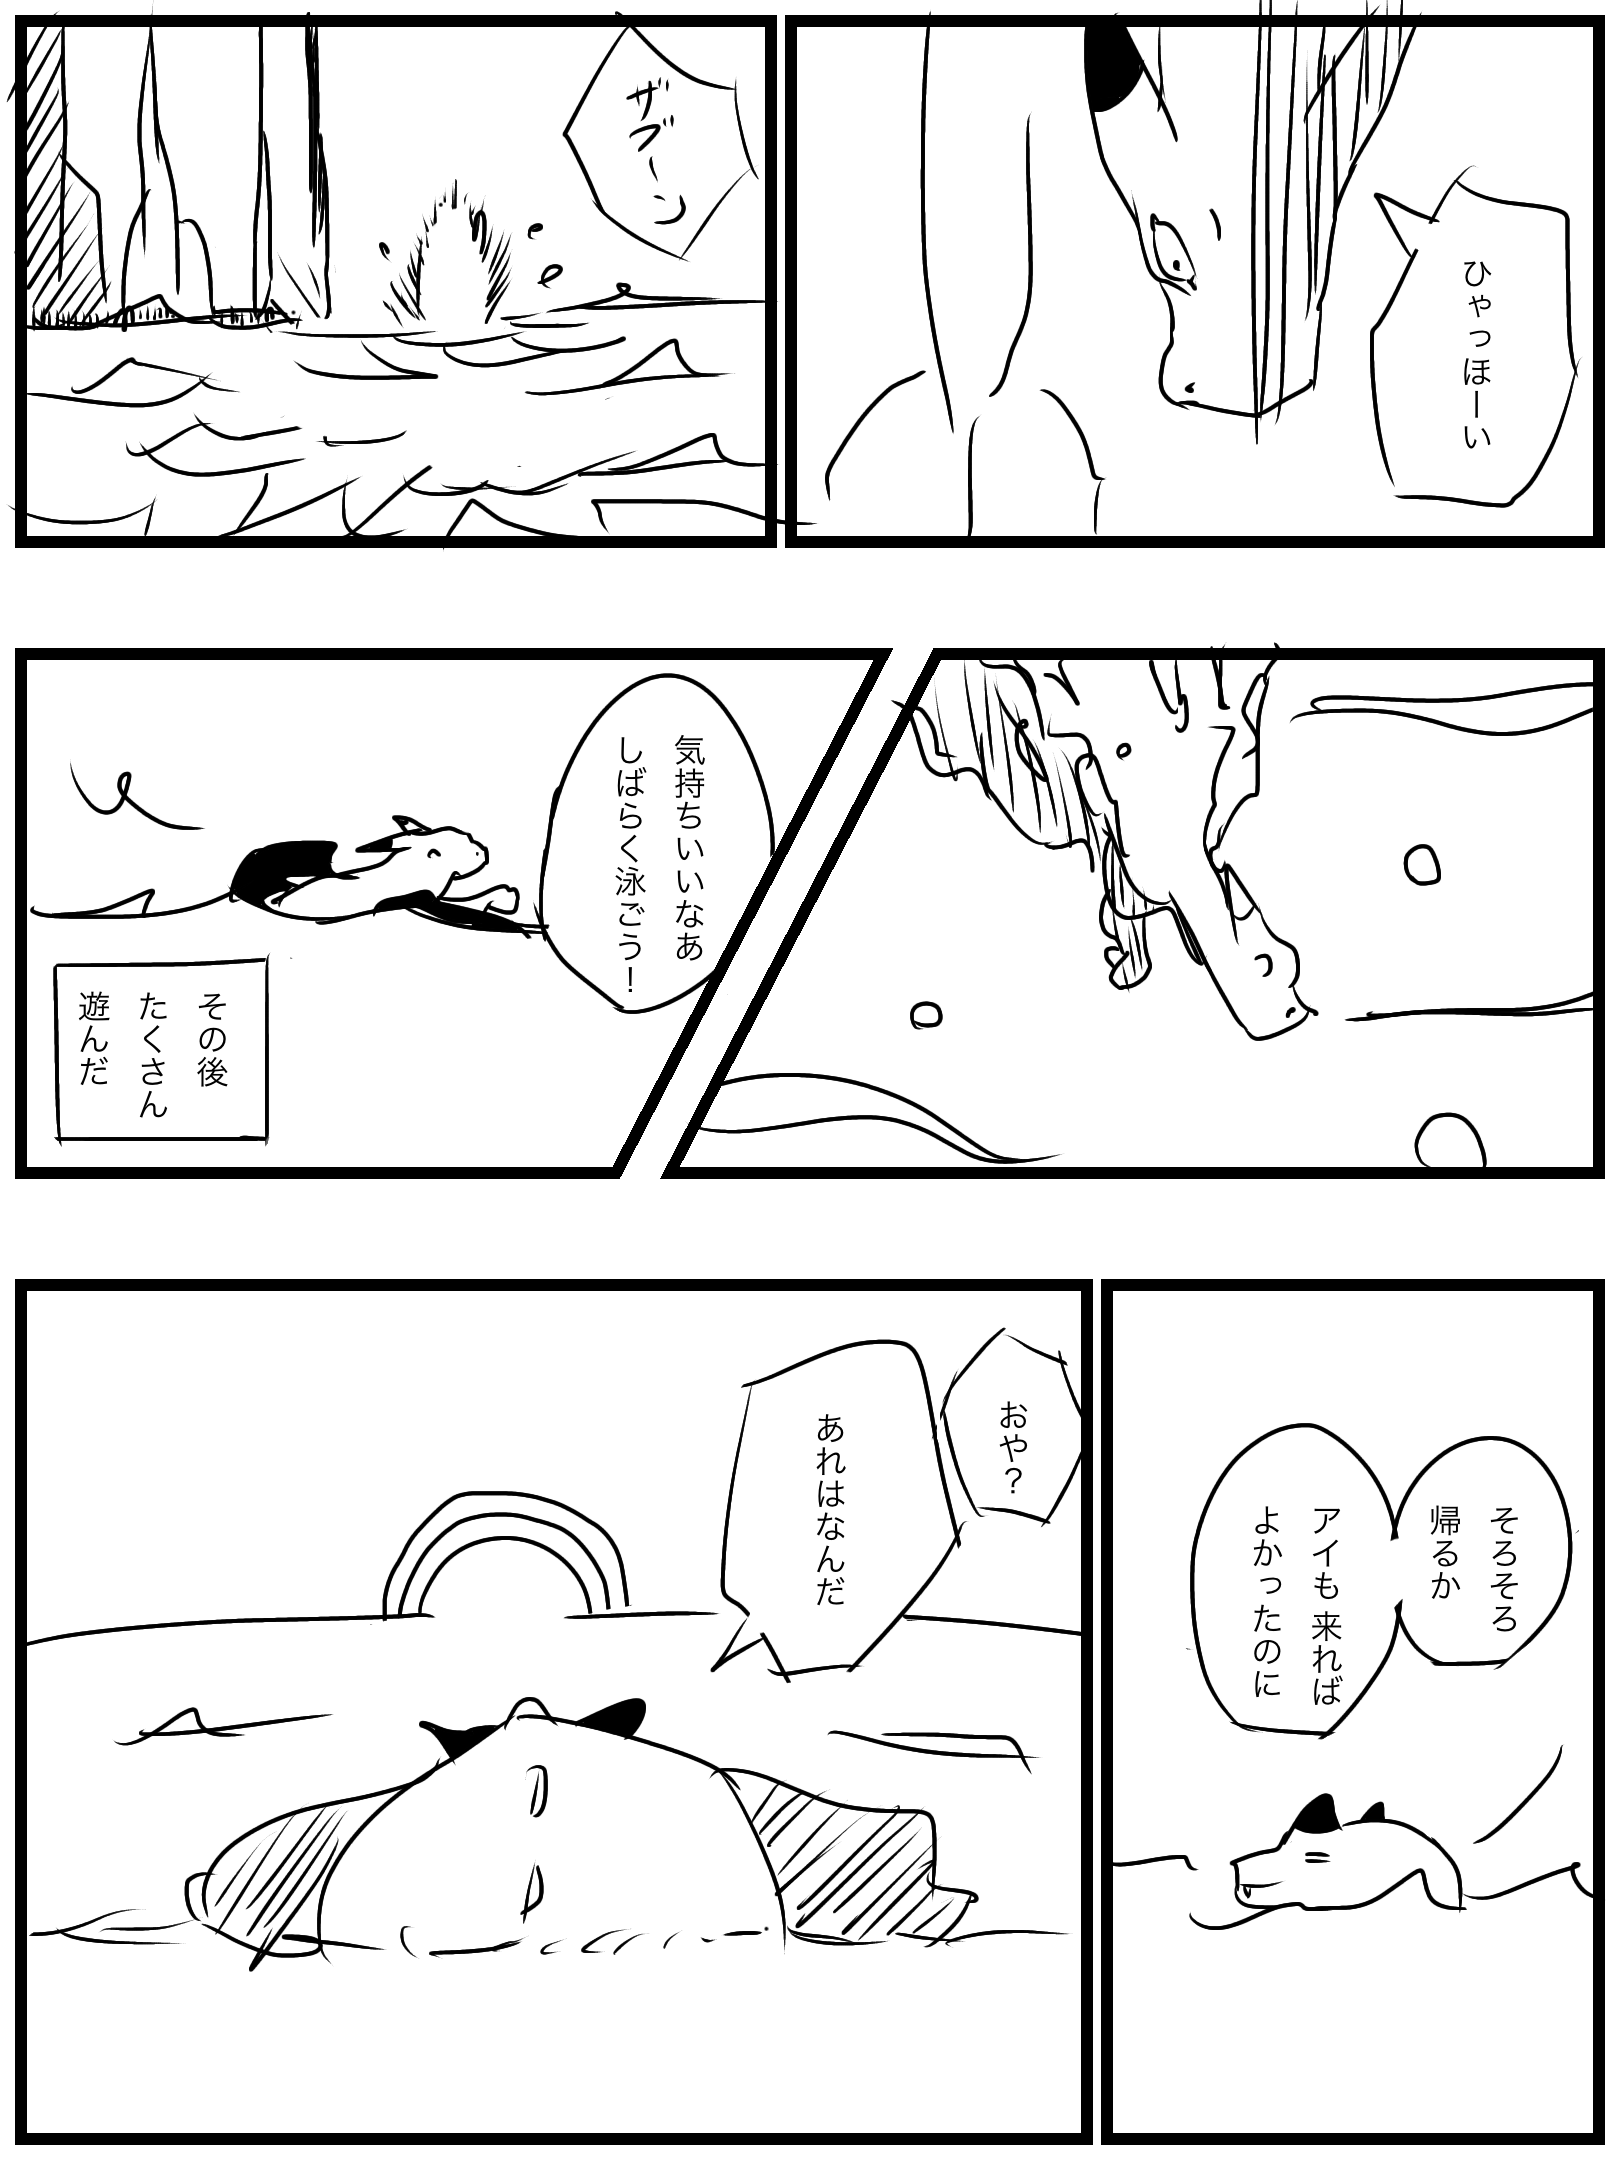 ひゃっほーい
ザブーン
気持ちいいなあ
しばらく泳ごう！
その後
たくさん
遊んだ
そろそろ
帰るか
アイも来れば
よかったのに
おや？
あれはなんだ